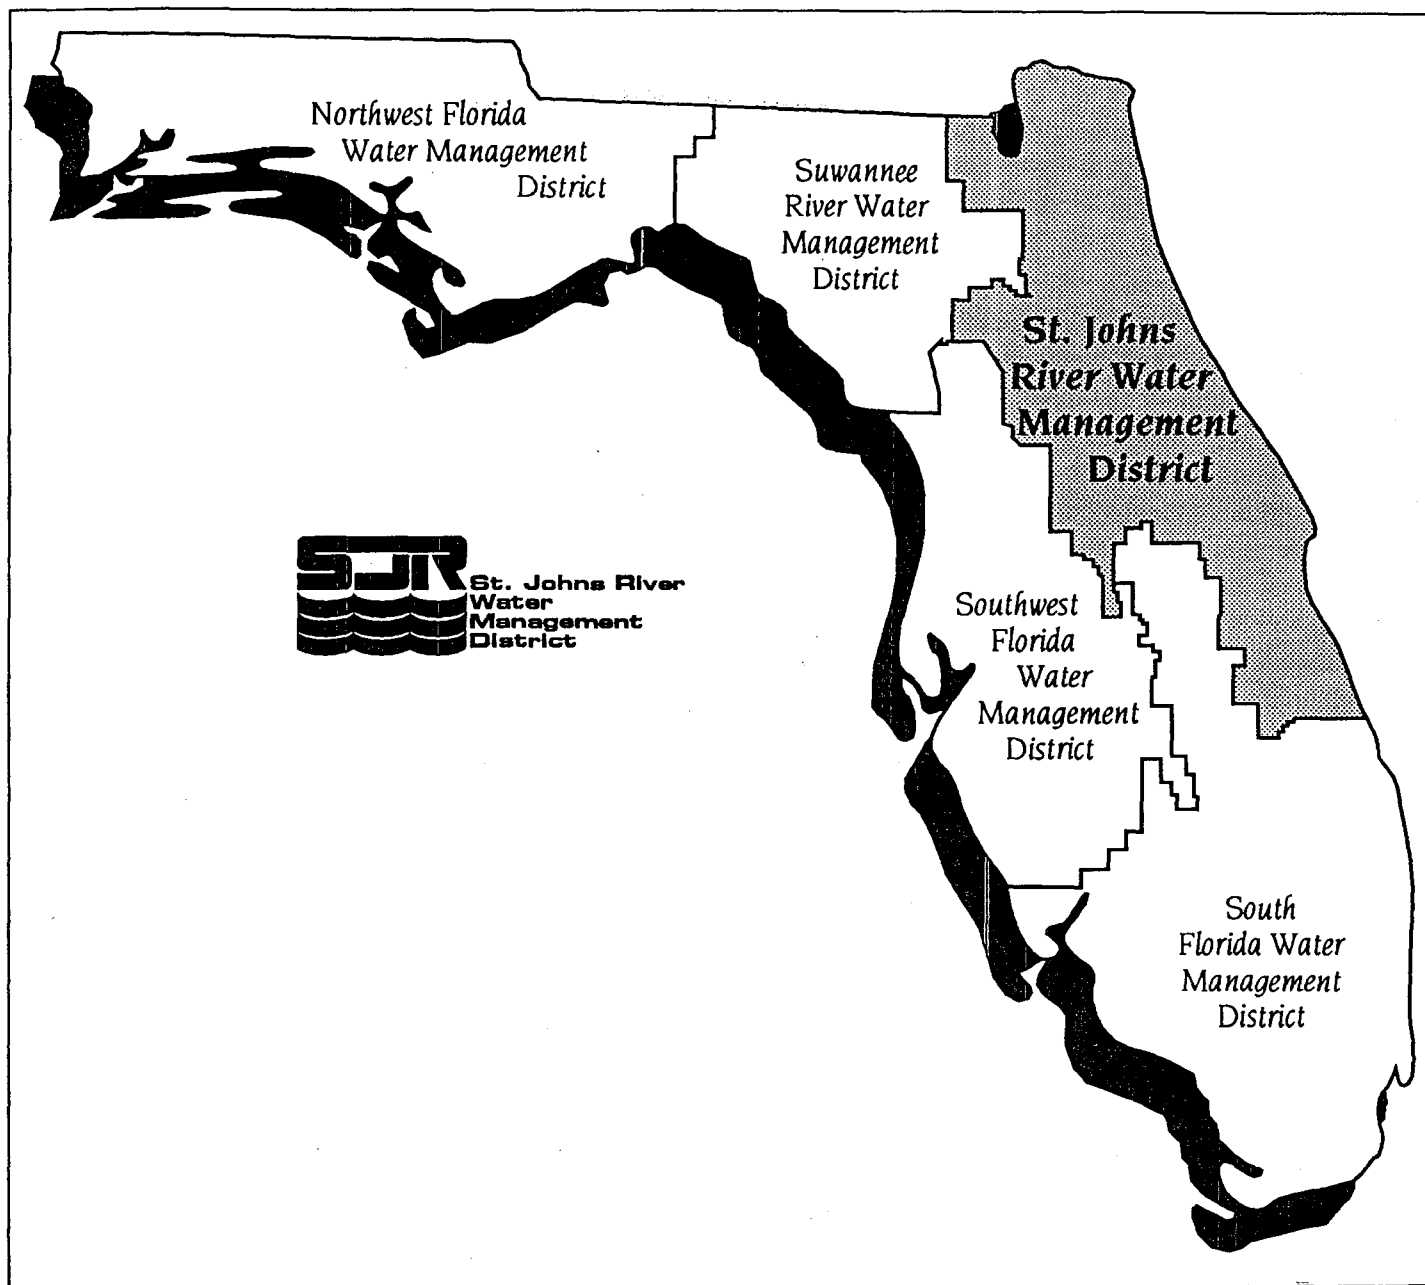 Northwest Florida
Water Management
District
Suwannee
River Water
Management
District
St. Johns
River Water
Management
District
SJR
St. Johns River
Water
Management
District
Southwest
Florida
Water
Management
District
South
Florida Water
Management
District